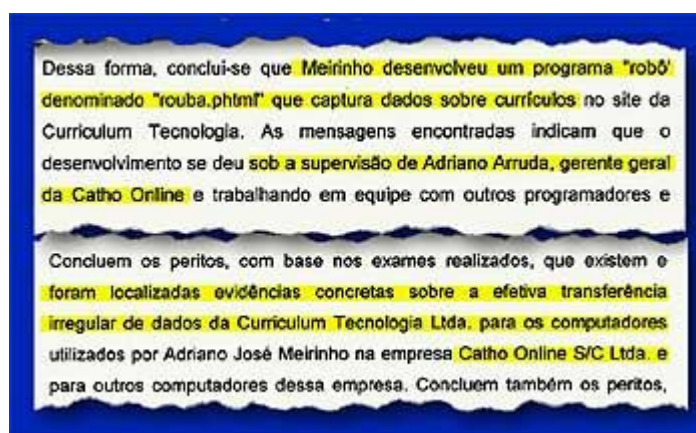 Dessa forma, conclui-se que Meirinho desenvolveu um programa "robô'
denominado "rouba.phtml" que captura dados sobre currículos no site da
Curriculum Tecnologia. As mensagens encontradas indicam que o
desenvolvimento se deu sob a supervisão de Adriano Arruda, gerente geral
da Catho Online e trabalhando em equipe com outros programadores e
Concluem os peritos, com base nos exames realizados, que existem e
foram localizadas evidências concretas sobre a efetiva transferência
irregular de dados da Curriculum Tecnologia Ltda. para os computadores
utilizados por Adriano José Meirinho na empresa Catho Online S/C Ltda. e
para outros computadores dessa empresa. Concluem também os peritos,